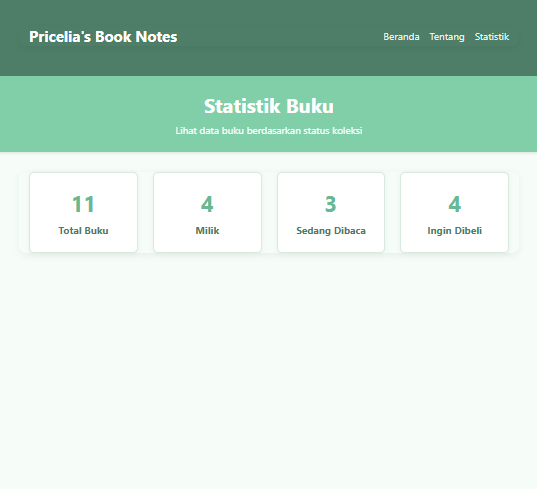 Pricelia's Book Notes
Beranda Tentang Statistik
Statistik Buku
Lihat data buku berdasarkan status koleksi
11 4 3 4
Total Buku Milik Sedang Dibaca Ingin Dibeli